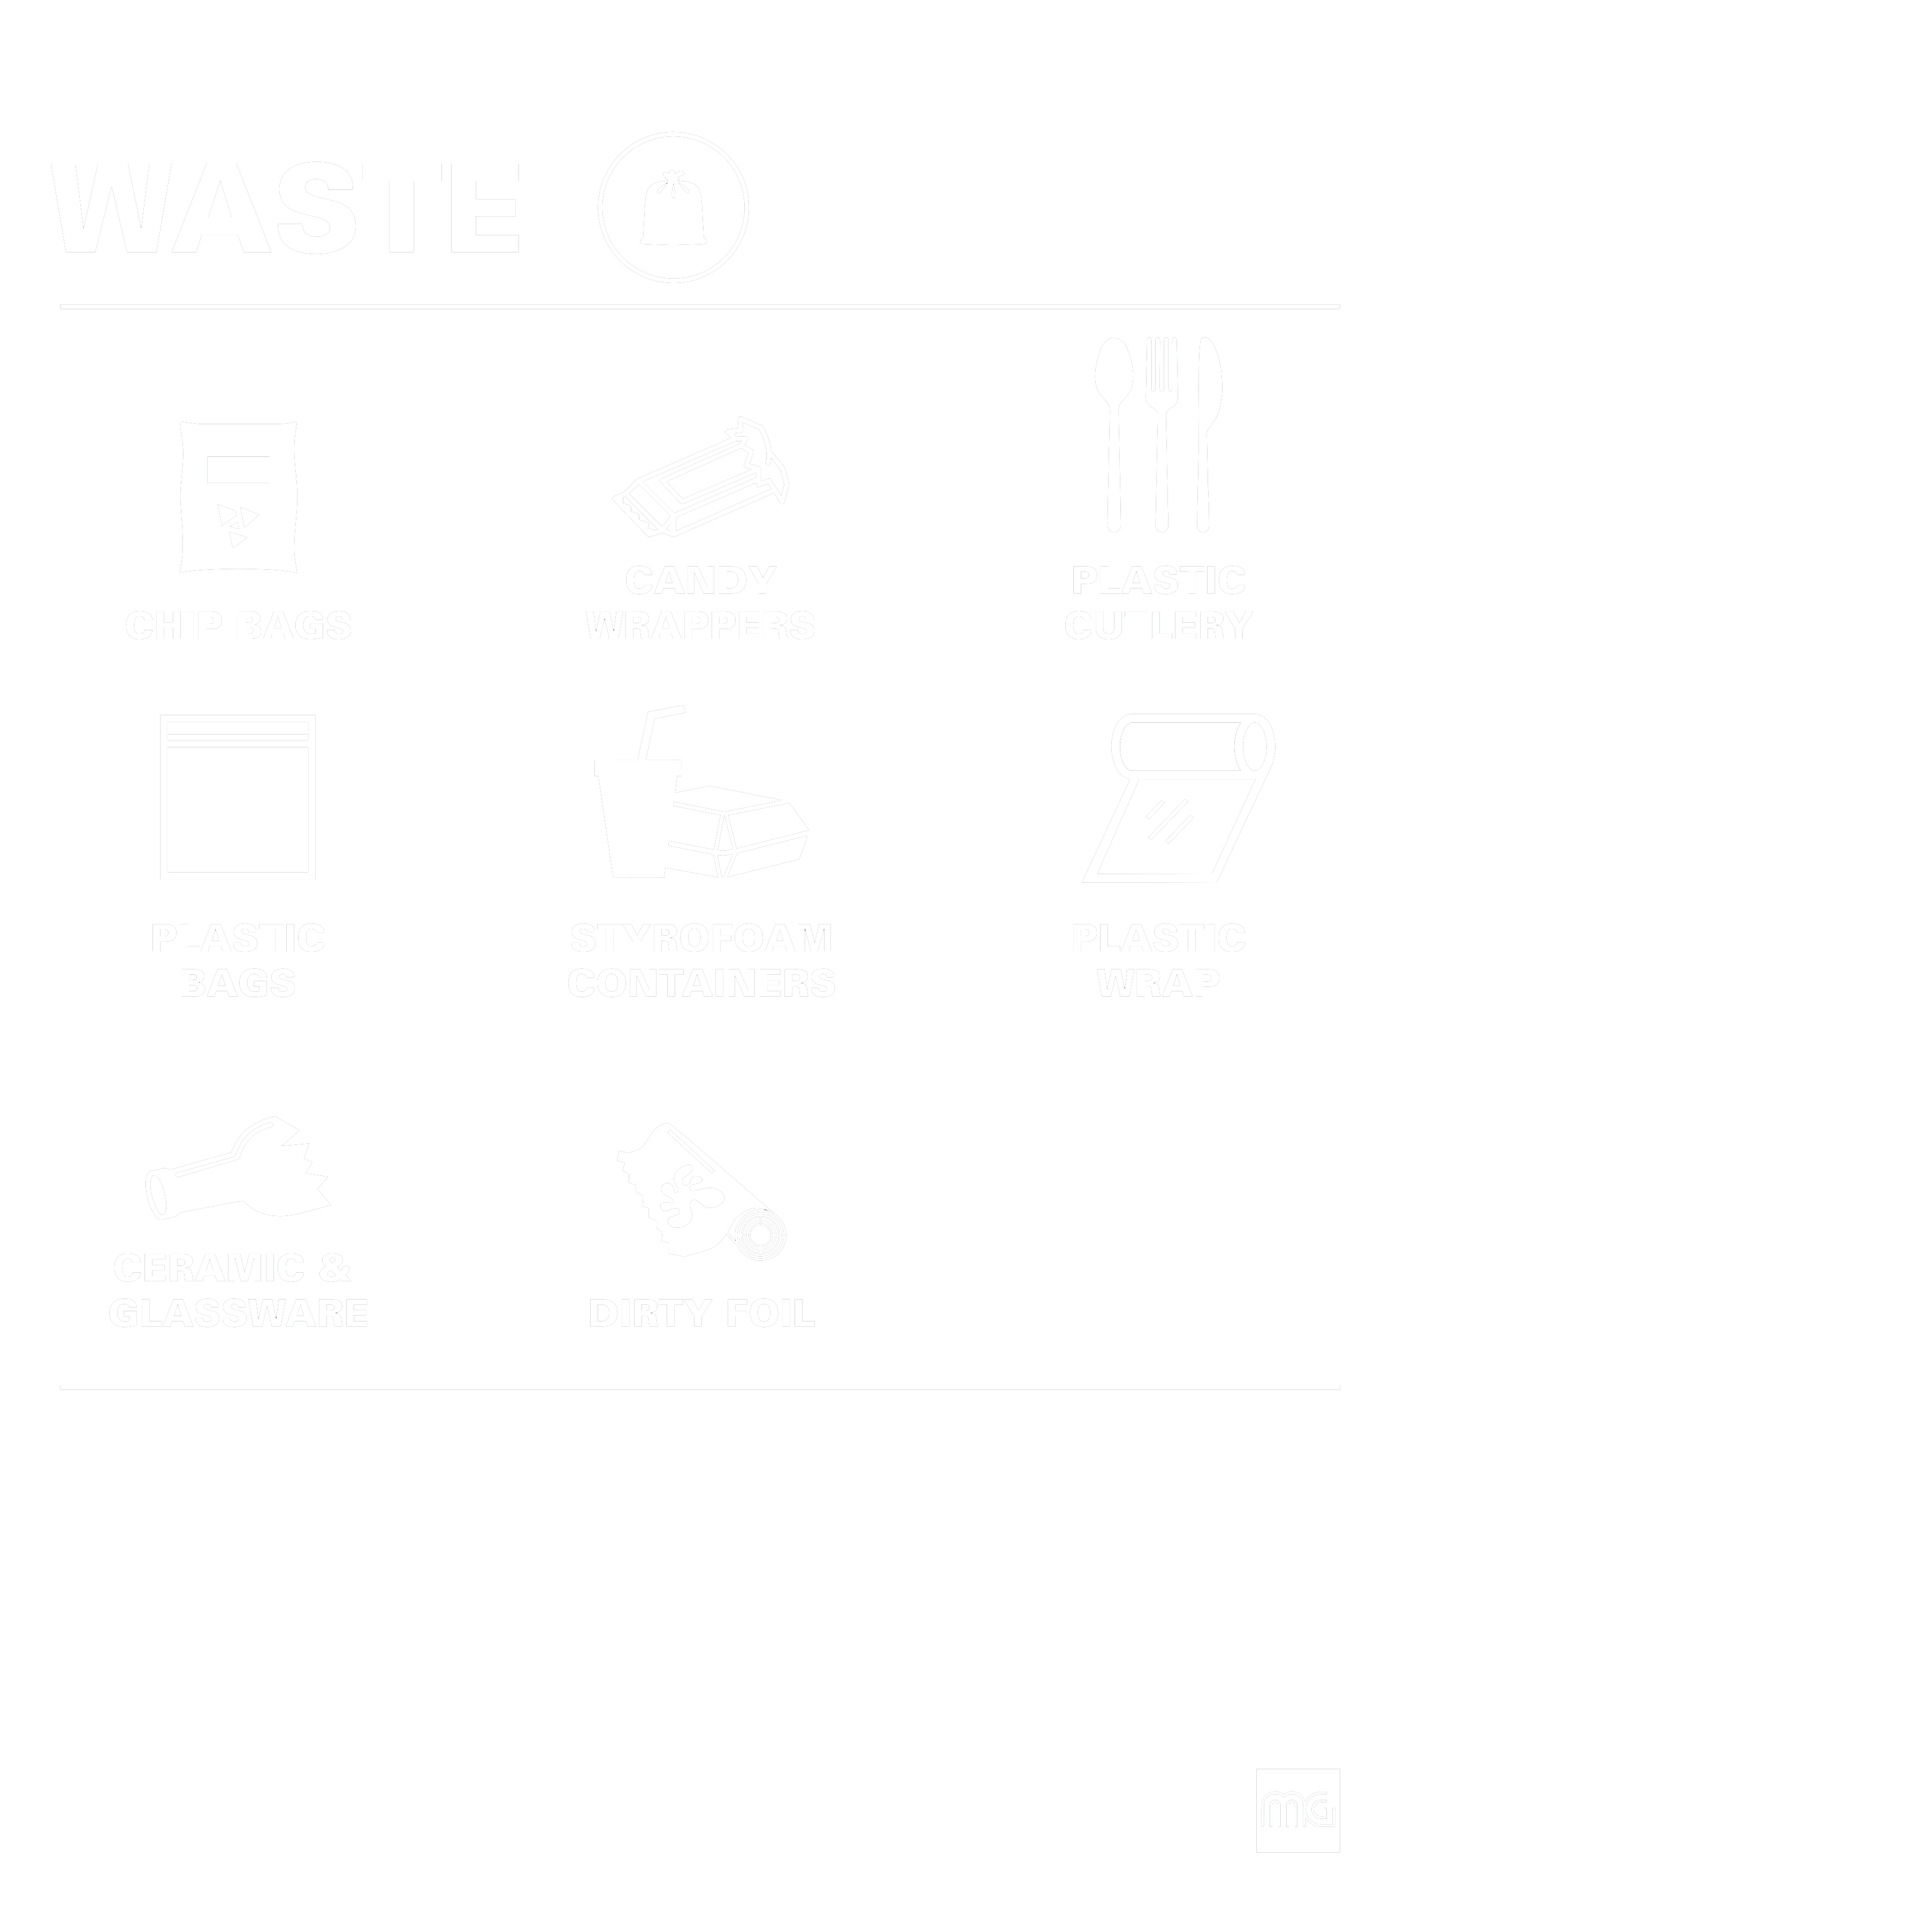 WASTE
CHIP BAGS
CANDY
WRAPPERS
PLASTIC
CUTLERY
PLASTIC
BAGS
STYROFOAM
CONTAINERS
PLASTIC
WRAP
CERAMIC &
GLASSWARE
DIRTY FOIL
mG